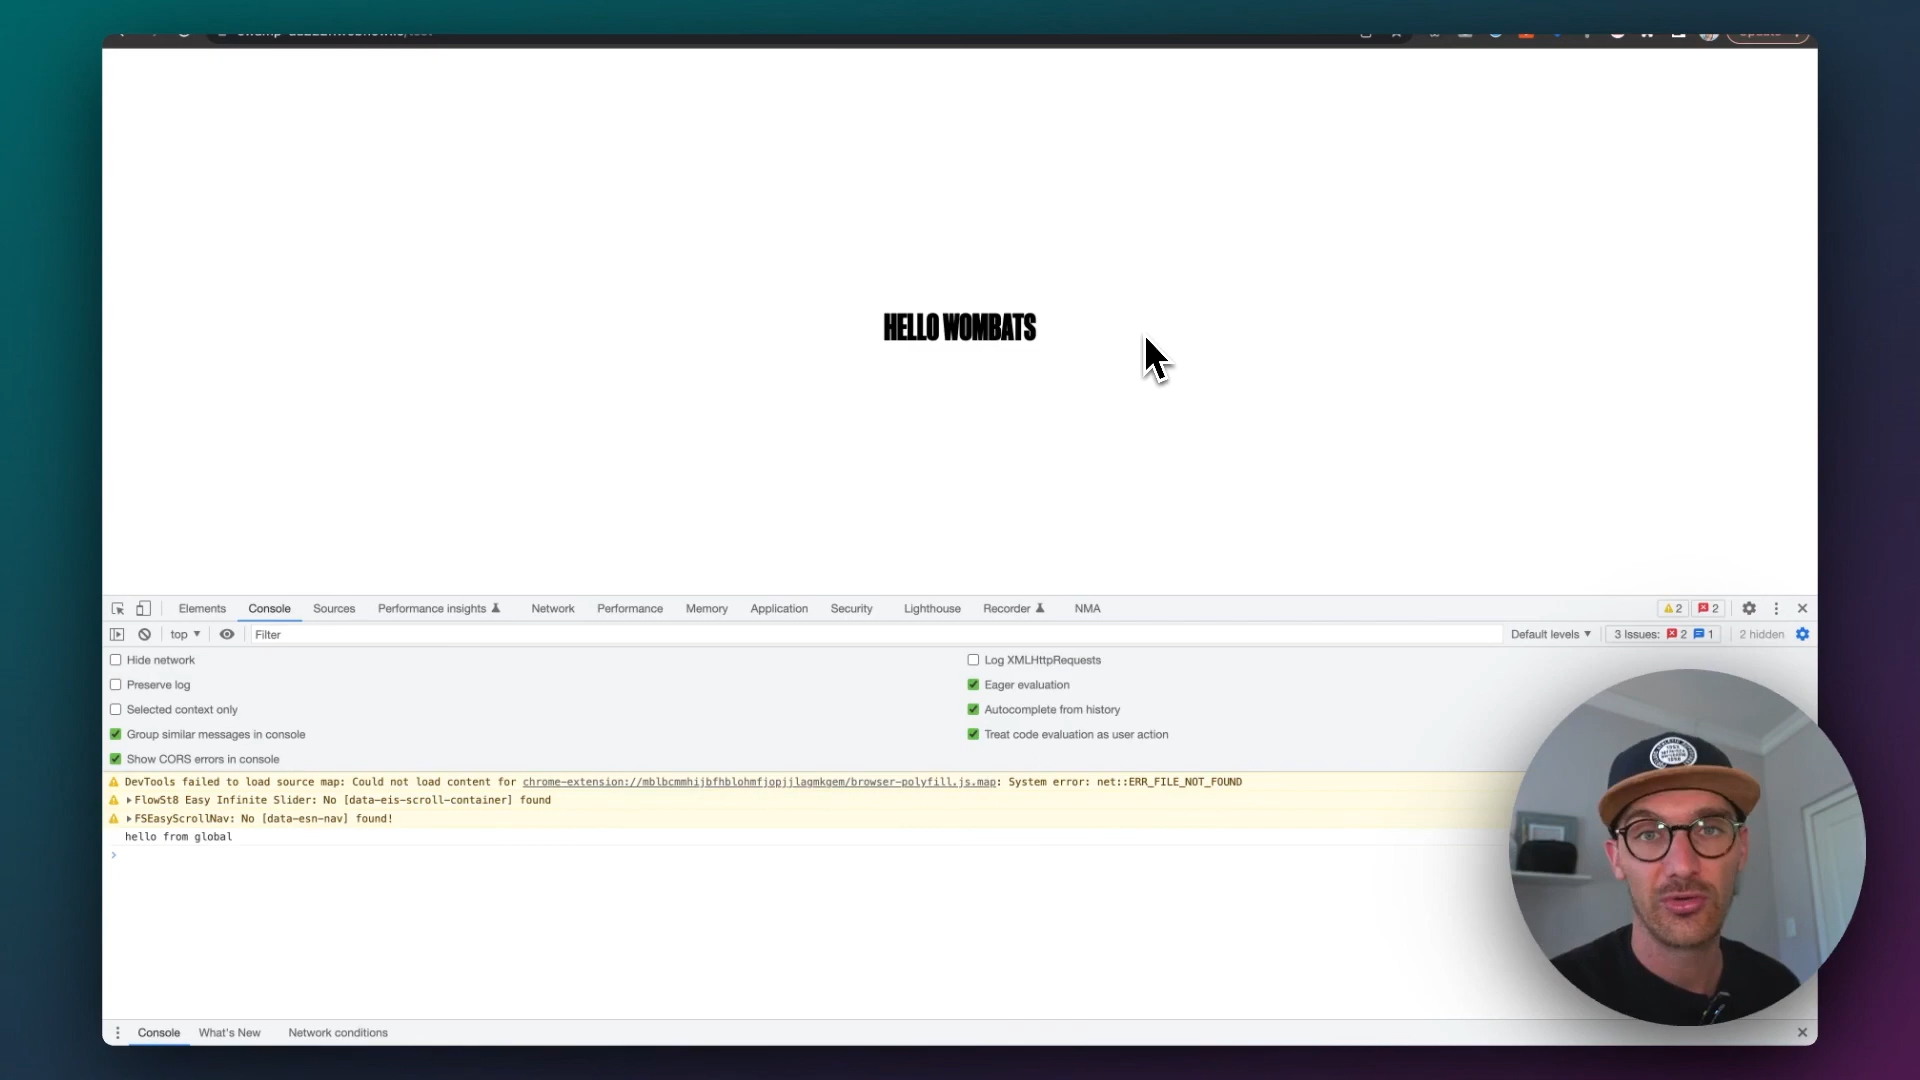 HELLO WOMBATS
Elements Console Sources Performance insights Network Performance Memory Application Security Lighthouse Recorder NMA 2 2
top Filter Default levels 3 Issues: 2 1 2 hidden
Hide network Log XMLHttpRequests
Preserve log Eager evaluation
Selected context only Autocomplete from history
Group similar messages in console Treat code evaluation as user action
Show CORS errors in console
DevTools failed to load source map: Could not load content for chrome-extension://mblbcmmhijbfhblohmfjopjjlagmkgem/browser-polyfill.js.map: System error: net::ERR_FILE_NOT_FOUND
FlowSt8 Easy Infinite Slider: No [data-eis-scroll-container] found
FSEasyScrollNav: No [data-esn-nav] found!
hello from global
Console What's New Network conditions